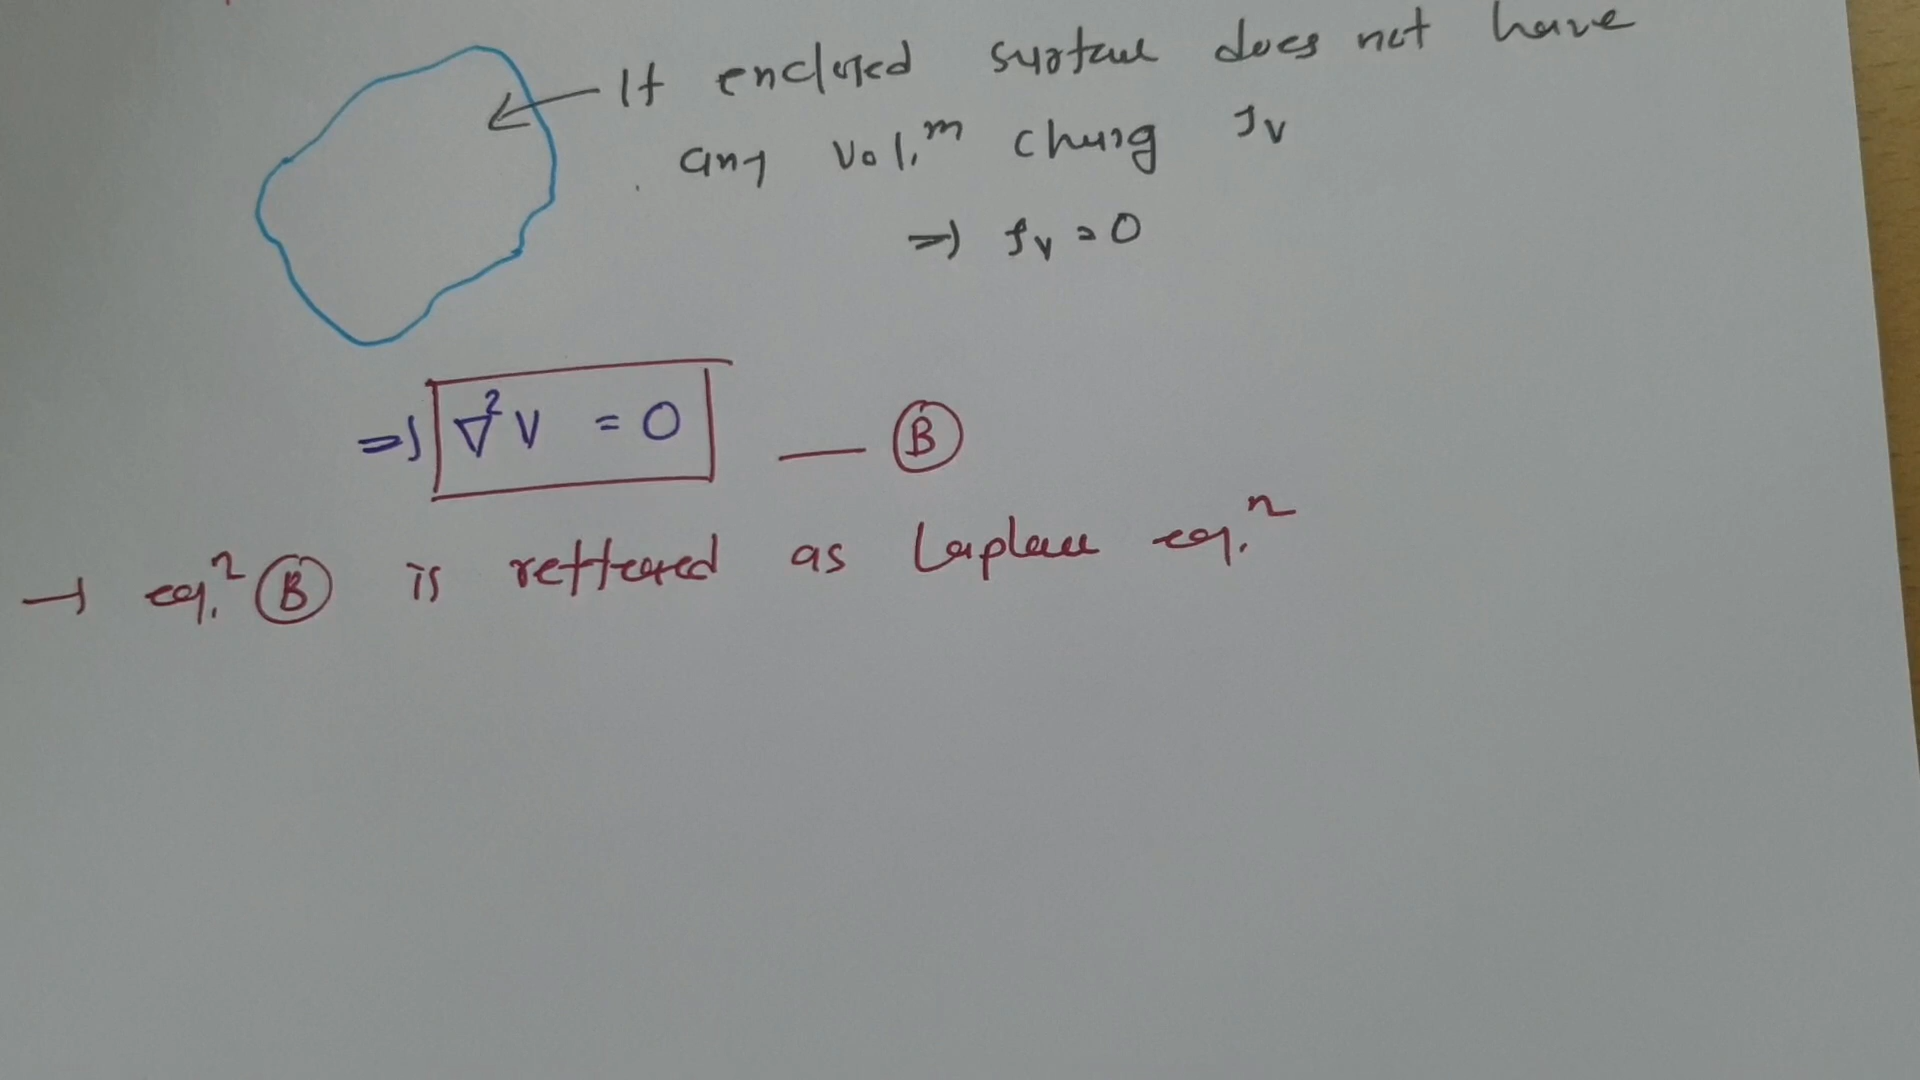 If enclosed surface does not have
any Vol.m charg ρv
=> ρv = 0
=> ∇²V = 0 — B
→ eq.n B is reffered as Laplace eq.n